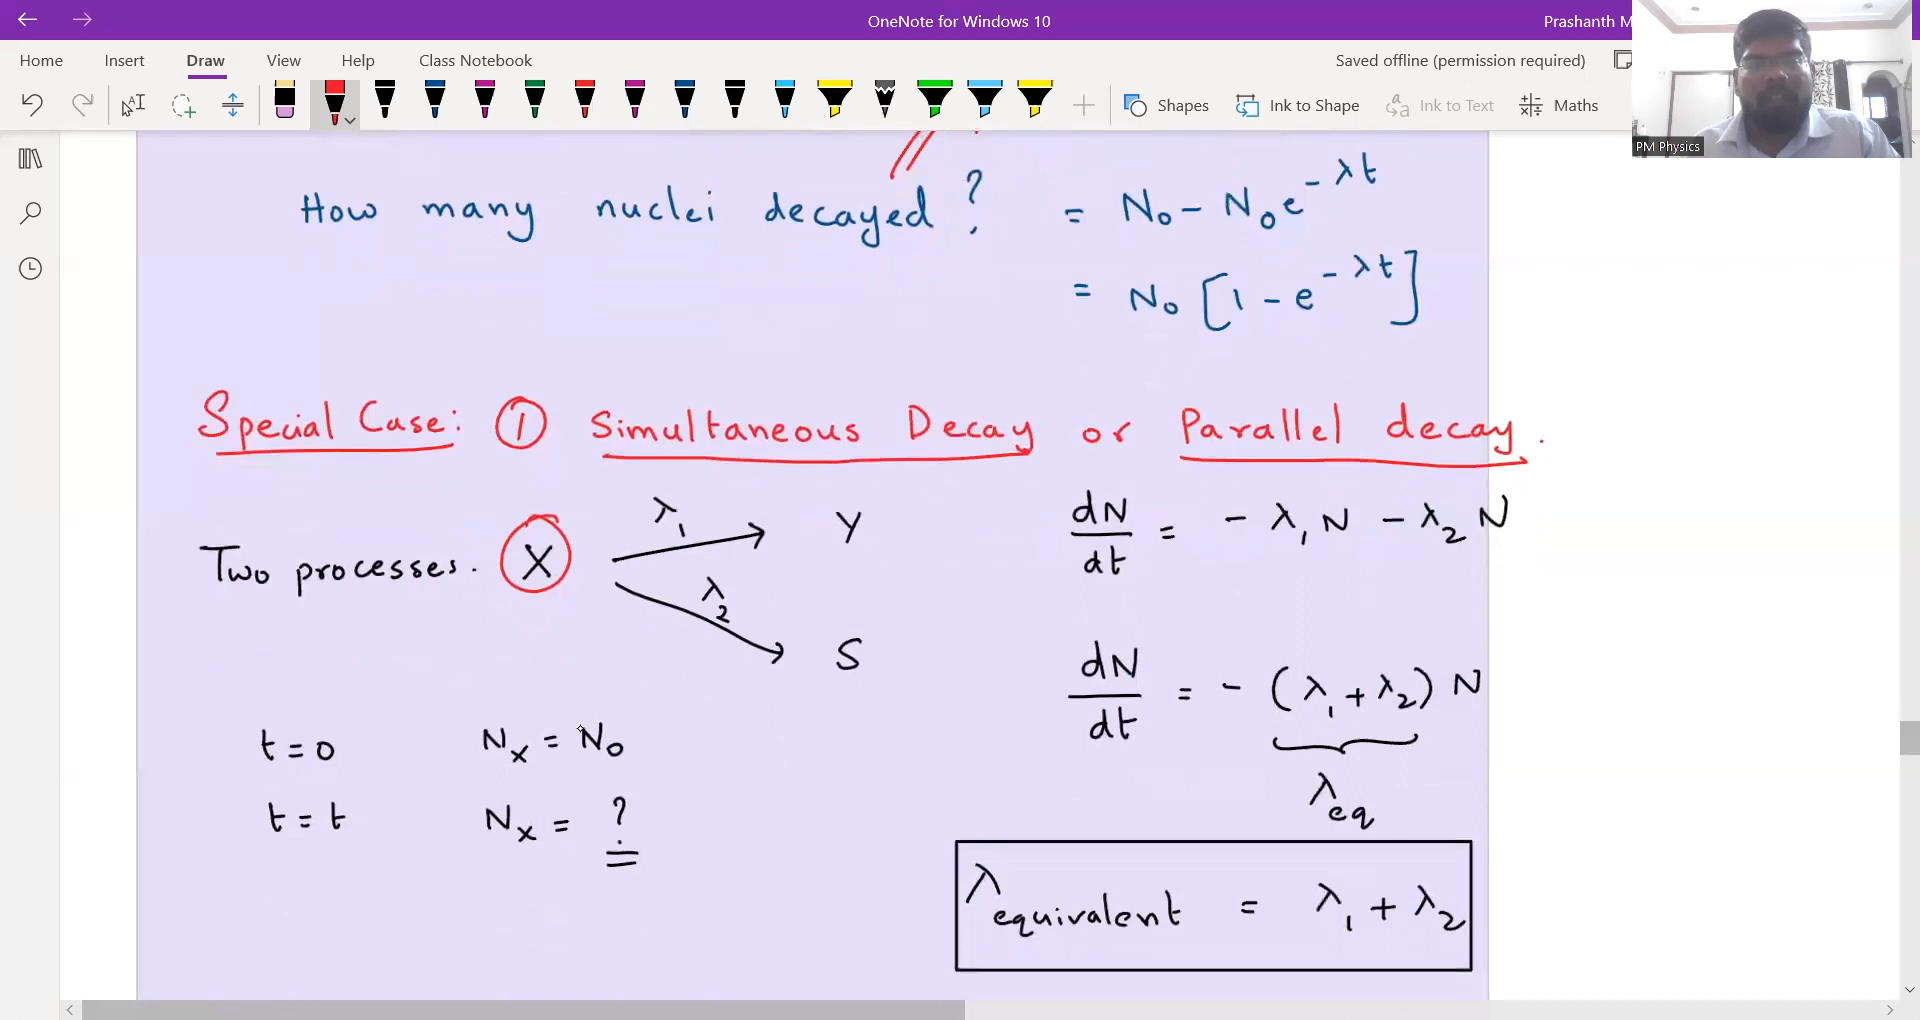 OneNote for Windows 10
Prashanth M
Home Insert Draw View Help Class Notebook
Saved offline (permission required)
Shapes Ink to Shape Ink to Text Maths
PM Physics
How many nuclei decayed? = N₀ - N₀e^{-λt}
= N₀ [1 - e^{-λt}]
Special Case: ① Simultaneous Decay or Parallel decay.
Two processes. X
λ₁ Y
λ₂ S
dN/dt = - λ₁N - λ₂N
dN/dt = - (λ₁ + λ₂) N
λeq
t = 0 Nx = N₀
t = t Nx = ?
λequivalent = λ₁ + λ₂